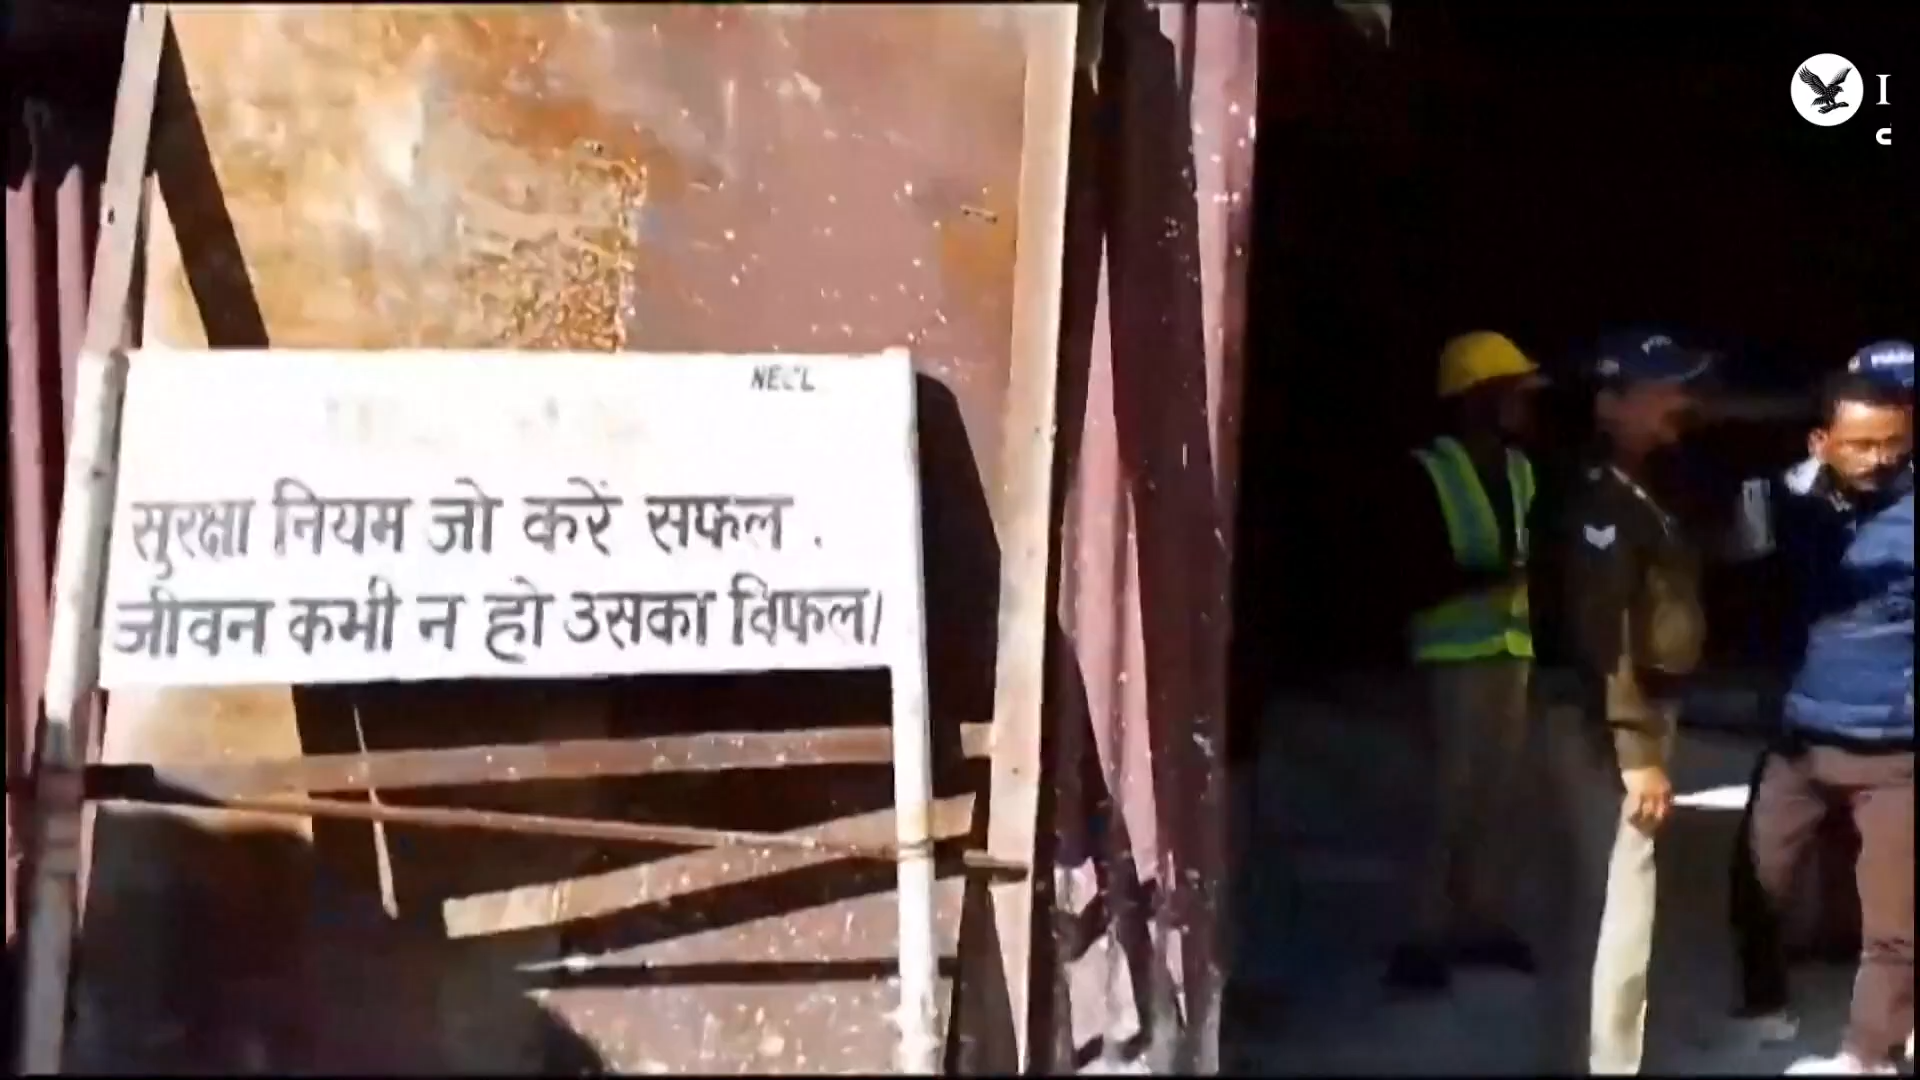 NECL
सुरक्षा नियम जो करें सफल .
जीवन कभी न हो उसका विफल।